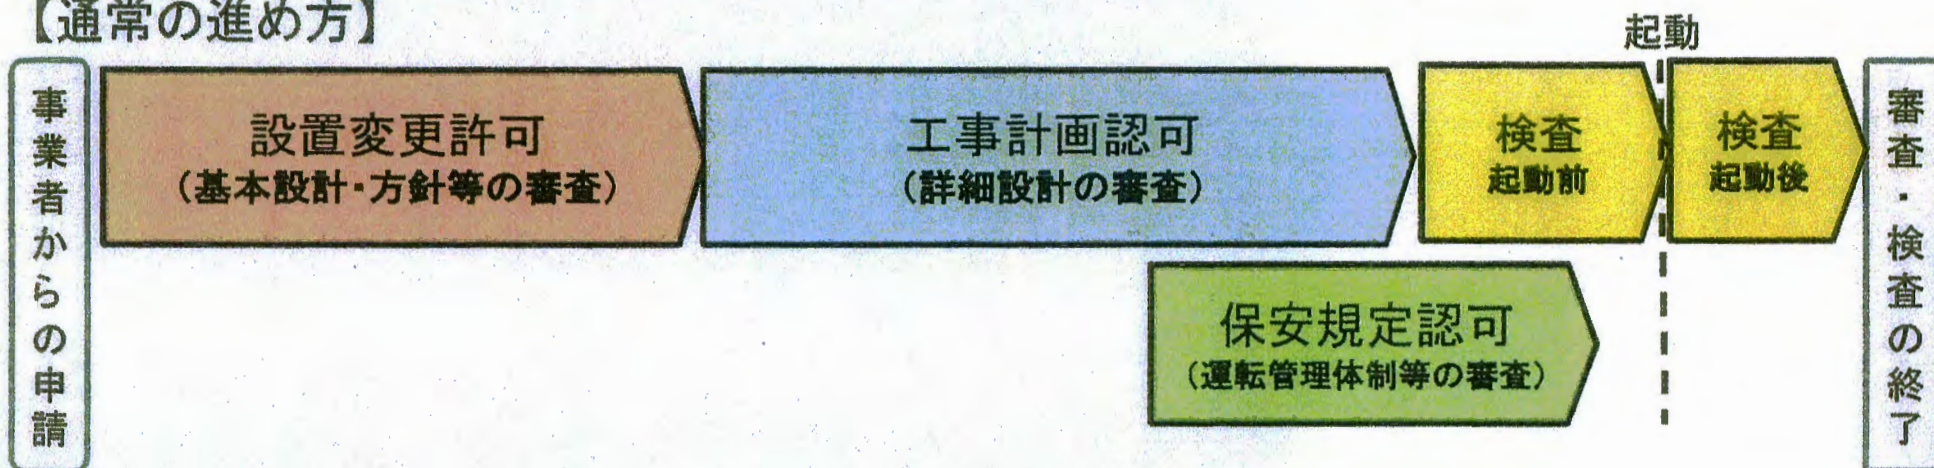 【通常の進め方】
起動
事業者からの申請
設置変更許可
(基本設計・方針等の審査)
工事計画認可
(詳細設計の審査)
検査
起動前
検査
起動後
保安規定認可
(運転管理体制等の審査)
審査・検査の終了